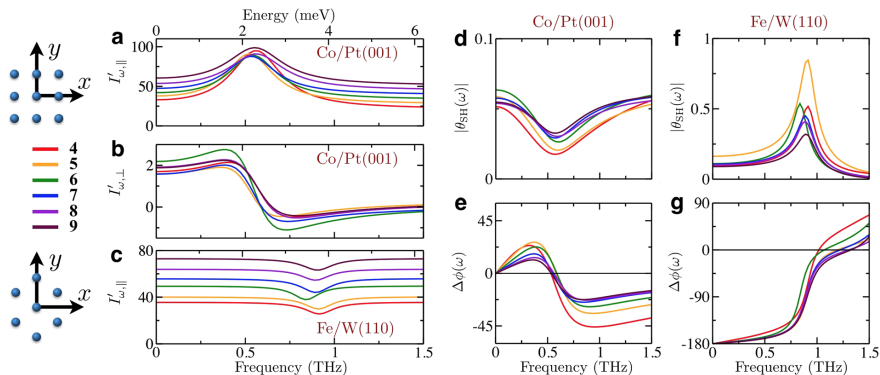 Energy (meV)
0 2 4 6
a Co/Pt(001)
I′ω,||
100
50
0
y
x
b Co/Pt(001)
I′ω,⊥
2
0
4
5
6
7
8
9
c
I′ω,||
80
40
0
Fe/W(110)
y
x
0 0.5 1 1.5
Frequency (THz)
Co/Pt(001)
d
|θSH(ω)|
0.1
0
e
Δϕ(ω)
45
0
-45
0 0.5 1 1.5
Frequency (THz)
Fe/W(110)
f
|θSH(ω)|
1
0.5
0
g
Δϕ(ω)
90
0
-90
-180
0 0.5 1 1.5
Frequency (THz)